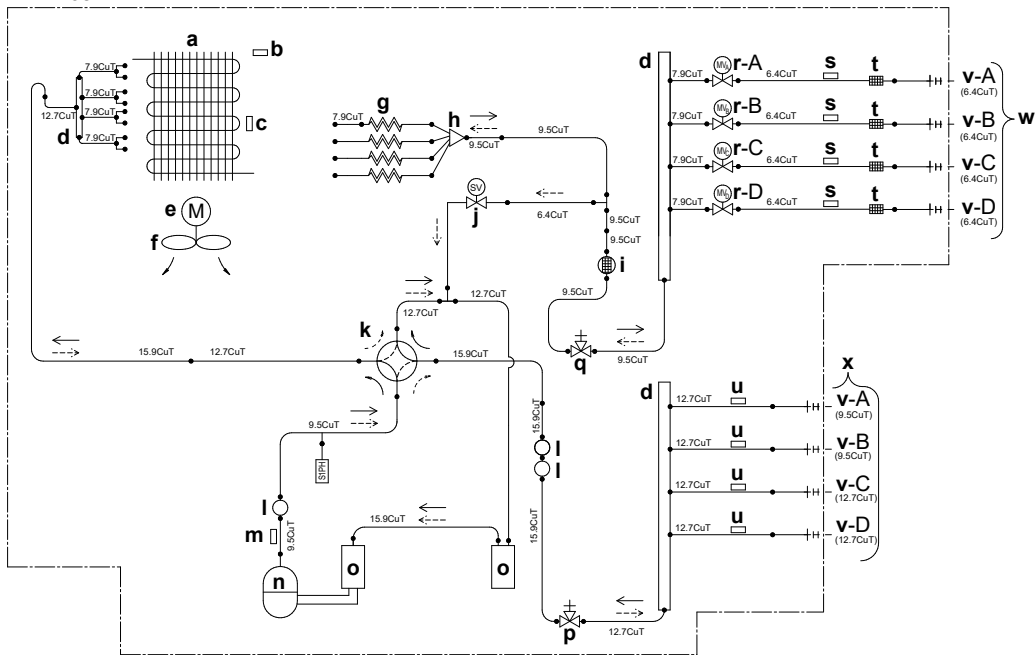 a
b
7.9CuT
7.9CuT
7.9CuT
7.9CuT
12.7CuT
d
c
e
M
f
g
7.9CuT
h
9.5CuT
9.5CuT
SV
j
6.4CuT
9.5CuT
9.5CuT
i
9.5CuT
q
9.5CuT
d
7.9CuT
MVA
r-A
6.4CuT
s
t
v-A
(6.4CuT)
7.9CuT
r-B
6.4CuT
s
t
v-B
(6.4CuT)
7.9CuT
r-C
6.4CuT
s
t
v-C
(6.4CuT)
7.9CuT
r-D
6.4CuT
s
t
v-D
(6.4CuT)
w
12.7CuT
12.7CuT
k
15.9CuT
12.7CuT
15.9CuT
15.9CuT
l
l
15.9CuT
9.5CuT
S1PH
l
m
9.5CuT
n
15.9CuT
o
o
p
12.7CuT
d
x
12.7CuT
u
v-A
(9.5CuT)
12.7CuT
u
v-B
(9.5CuT)
12.7CuT
u
v-C
(12.7CuT)
12.7CuT
u
v-D
(12.7CuT)